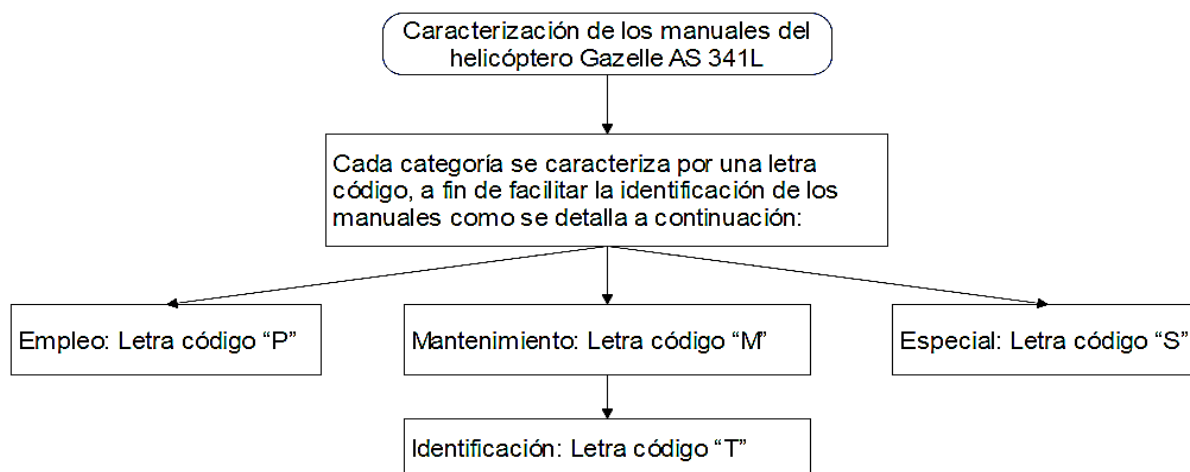 Caracterización de los manuales del
helicóptero Gazelle AS 341L
Cada categoría se caracteriza por una letra
código, a fin de facilitar la identificación de los
manuales como se detalla a continuación:
Empleo: Letra código “P”
Mantenimiento: Letra código “M”
Especial: Letra código “S”
Identificación: Letra código “T”